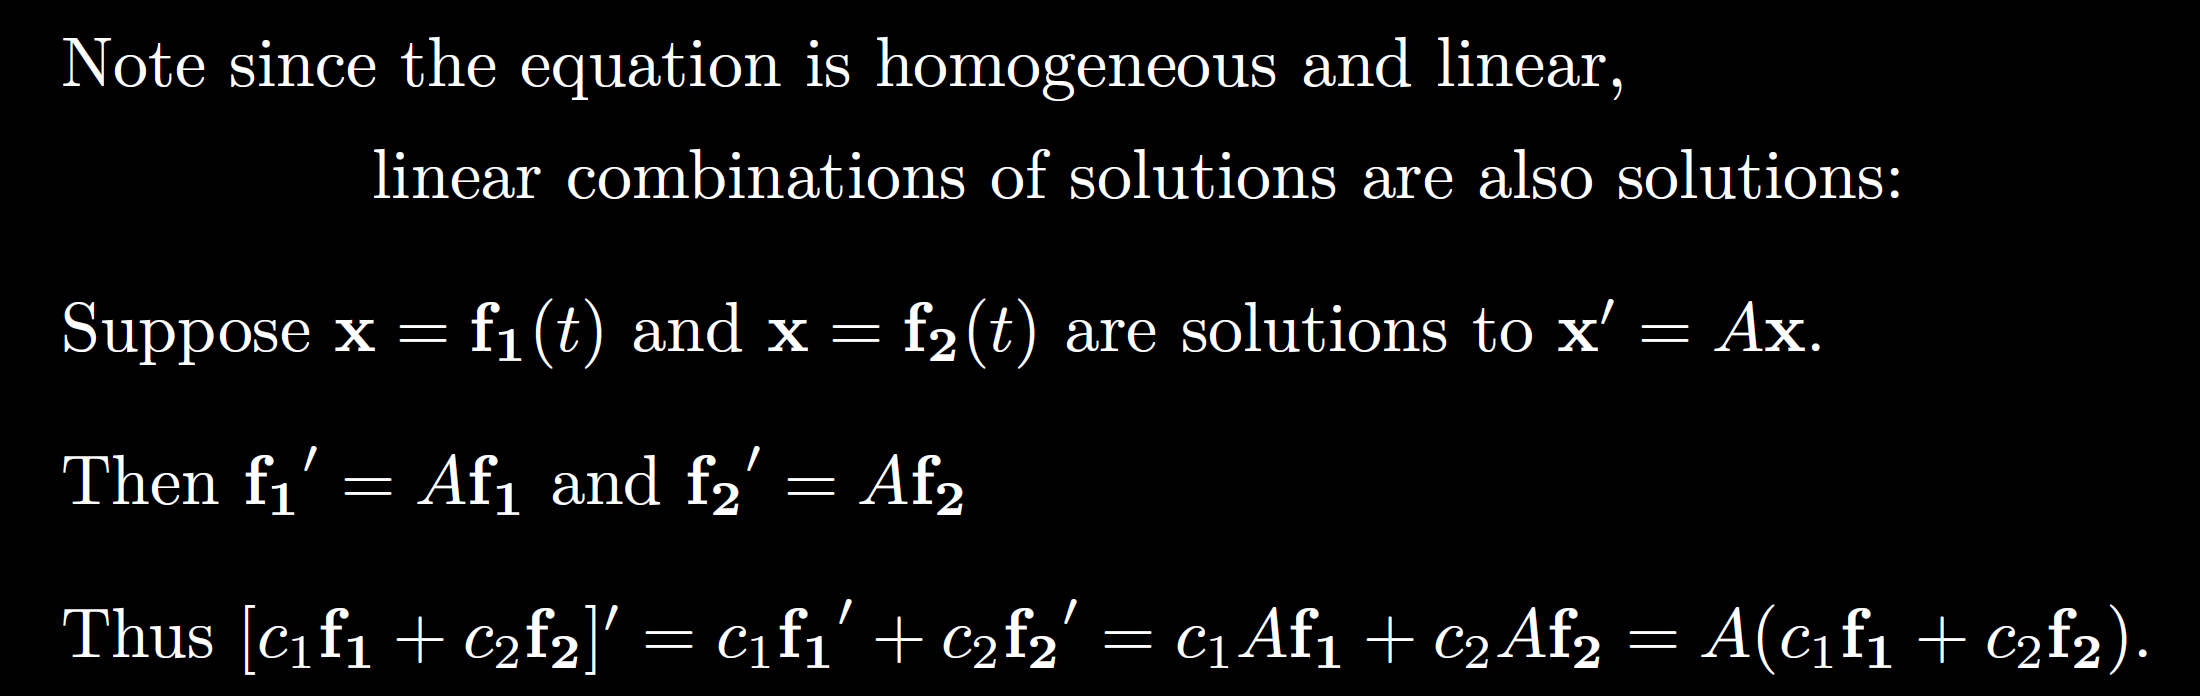 Note since the equation is homogeneous and linear,
linear combinations of solutions are also solutions:
Suppose x = f₁(t) and x = f₂(t) are solutions to x′ = Ax.
Then f₁′ = Af₁ and f₂′ = Af₂
Thus [c₁f₁ + c₂f₂]′ = c₁f₁′ + c₂f₂′ = c₁Af₁ + c₂Af₂ = A(c₁f₁ + c₂f₂).